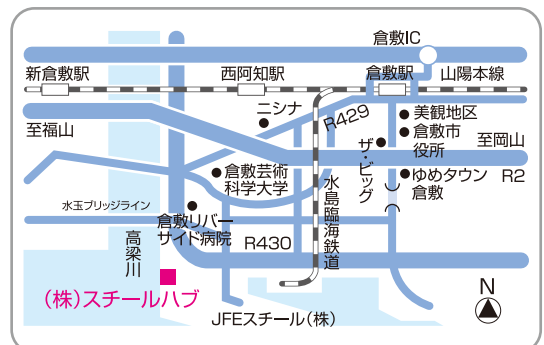 倉敷IC
新倉敷駅
西阿知駅
倉敷駅
山陽本線
ニシナ
R429
美観地区
倉敷市
役所
至福山
ザ・ビッグ
至岡山
倉敷芸術
科学大学
ゆめタウン
倉敷
R2
水玉ブリッジライン
倉敷リバー
サイド病院
水島臨海鉄道
高梁川
R430
(株)スチールハブ
JFEスチール(株)
N